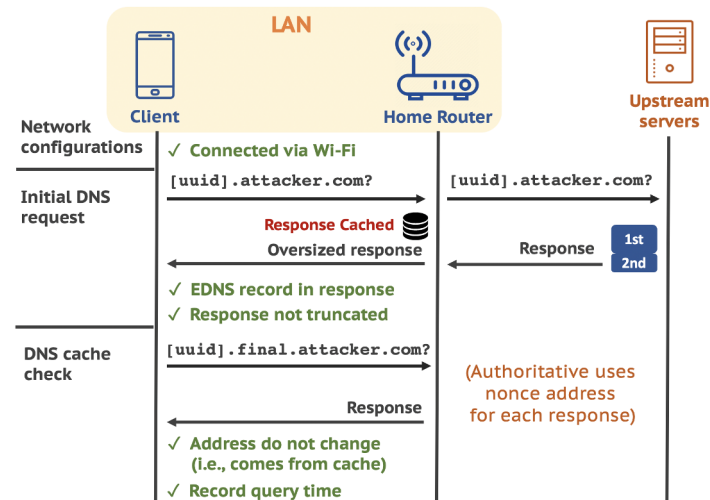 LAN
Client
Home Router
Upstream
servers
Network
configurations
✓ Connected via Wi-Fi
Initial DNS
request
[uuid].attacker.com?
[uuid].attacker.com?
Response Cached
Oversized response
Response
1st
2nd
✓ EDNS record in response
✓ Response not truncated
DNS cache
check
[uuid].final.attacker.com?
(Authoritative uses
nonce address
for each response)
Response
✓ Address do not change
(i.e., comes from cache)
✓ Record query time